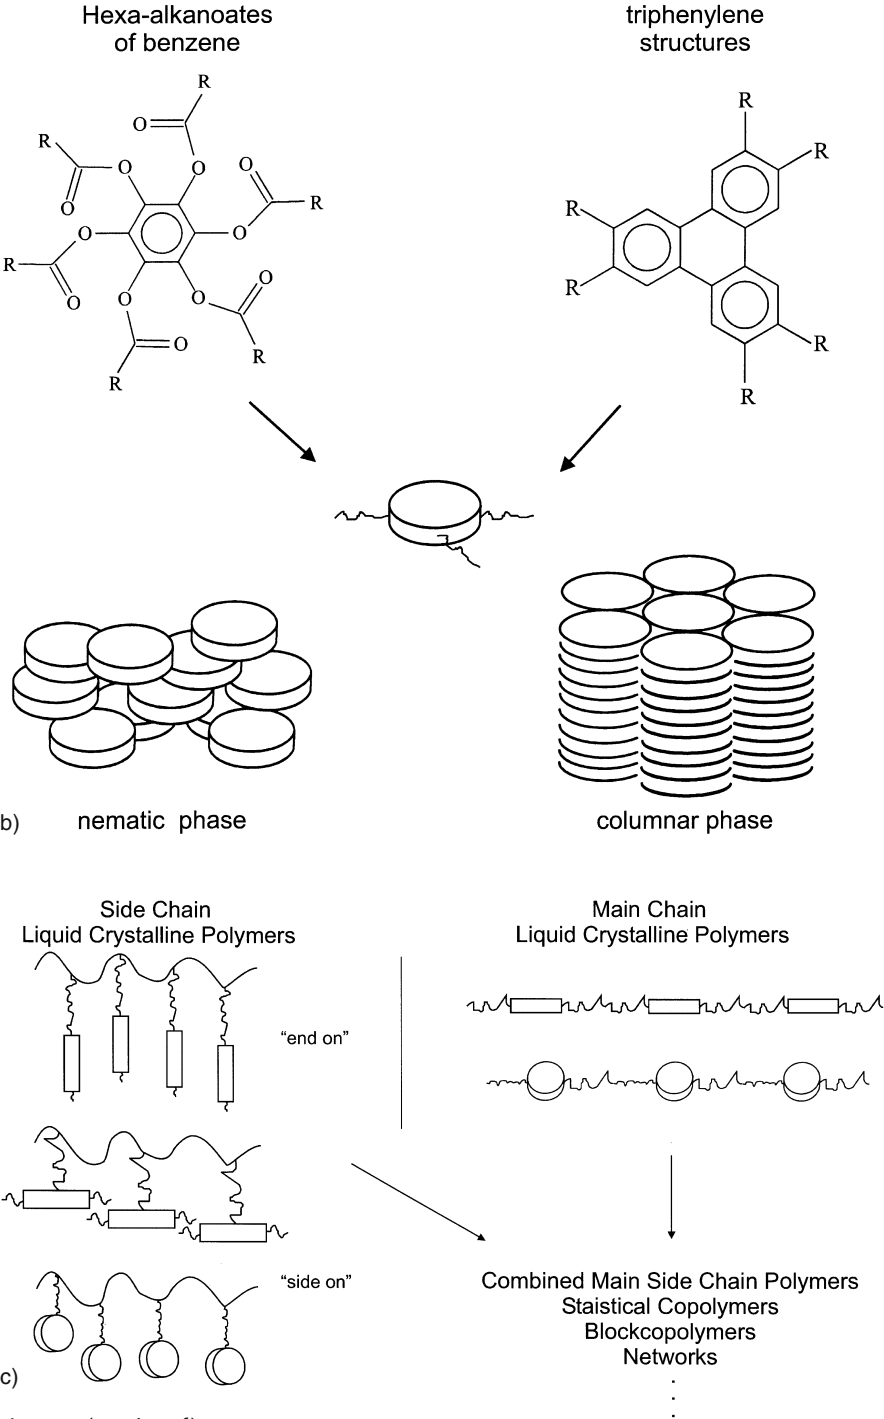 Hexa-alkanoates
of benzene
triphenylene
structures
R
O
R
O
O
O
O
R
R
O
O
O
O
O
O
O
R
R
R
R
R
R
R
R
R
nematic phase
columnar phase
b)
Side Chain
Liquid Crystalline Polymers
"end on"
"side on"
Main Chain
Liquid Crystalline Polymers
Combined Main Side Chain Polymers
Staistical Copolymers
Blockcopolymers
Networks
c)